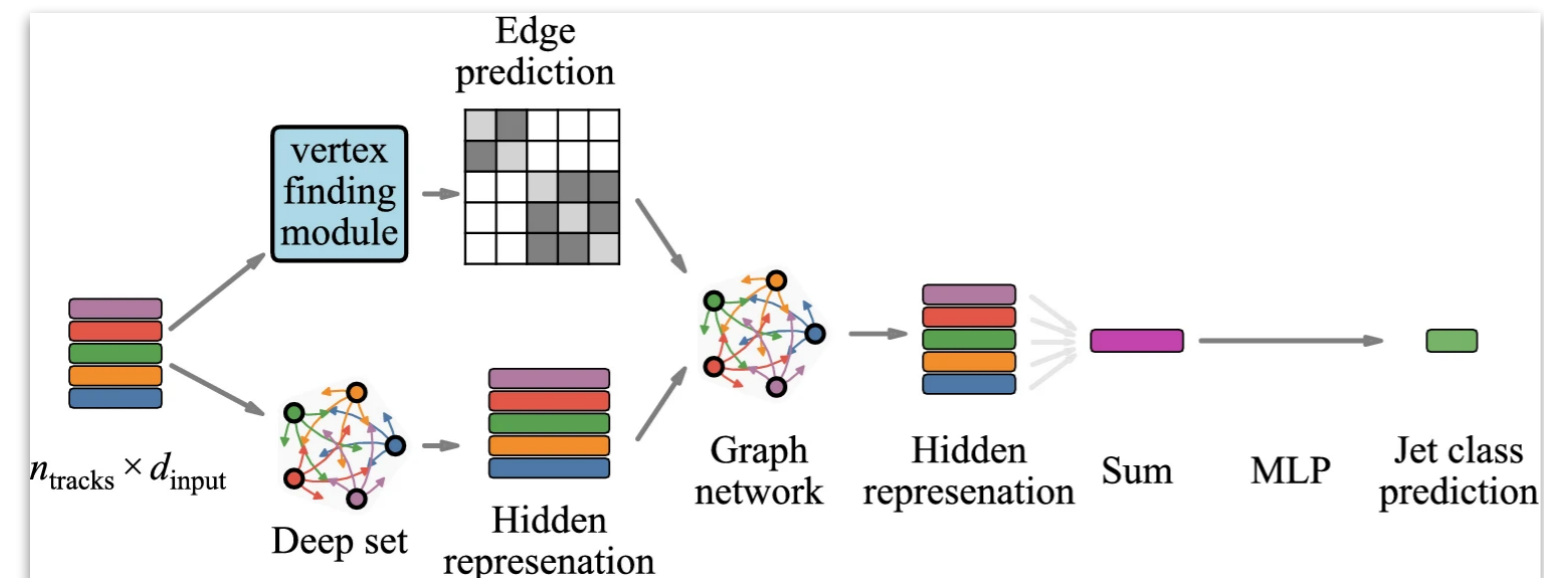 Edge
prediction
vertex
finding
module
n_tracks × d_input
Deep set
Hidden
represenation
Graph
network
Hidden
represenation
Sum
MLP
Jet class
prediction